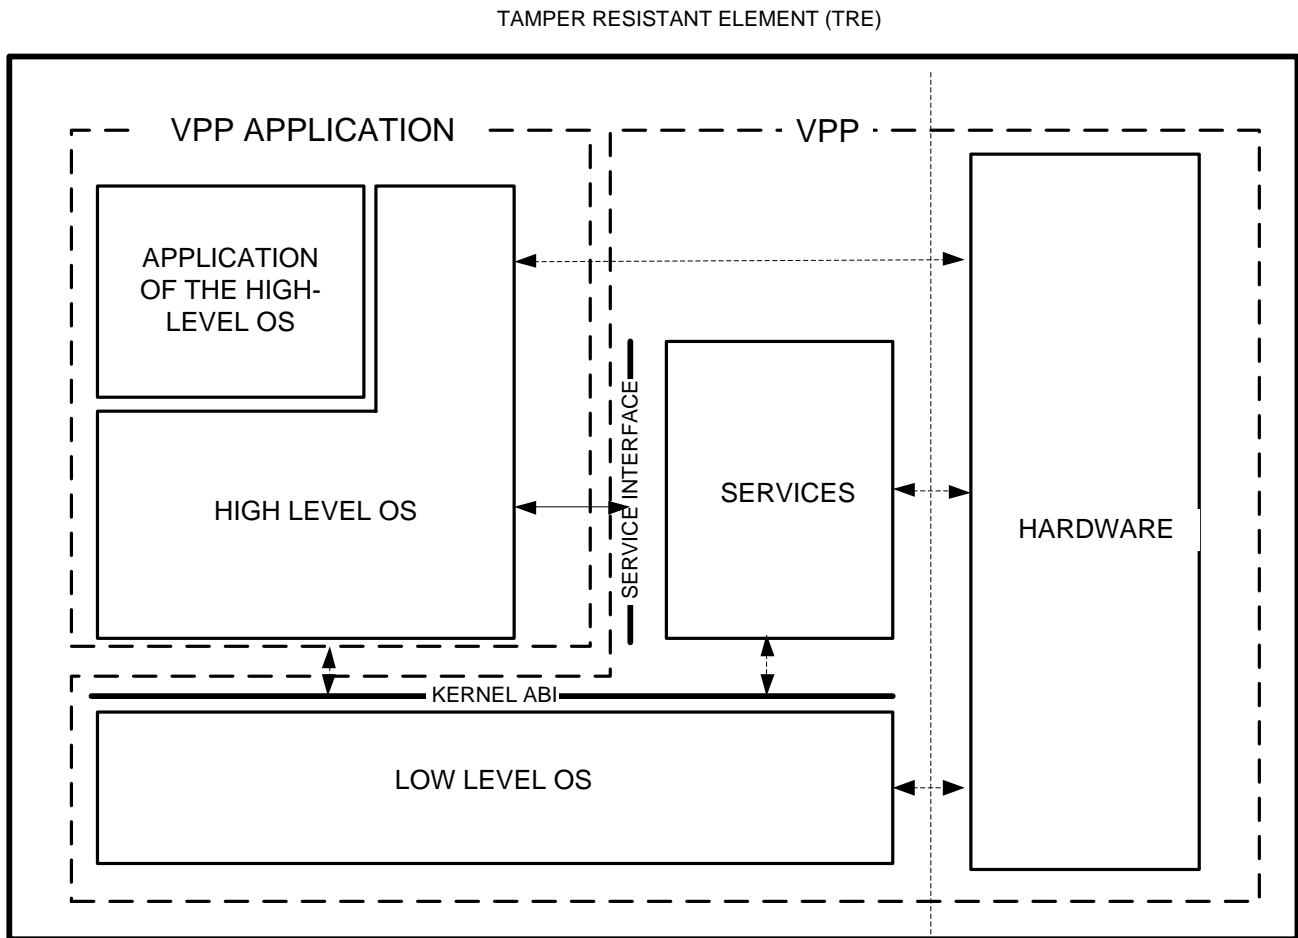 TAMPER RESISTANT ELEMENT (TRE)
VPP APPLICATION
VPP
APPLICATION
OF THE HIGH-
LEVEL OS
HIGH LEVEL OS
SERVICE INTERFACE
SERVICES
HARDWARE
KERNEL ABI
LOW LEVEL OS